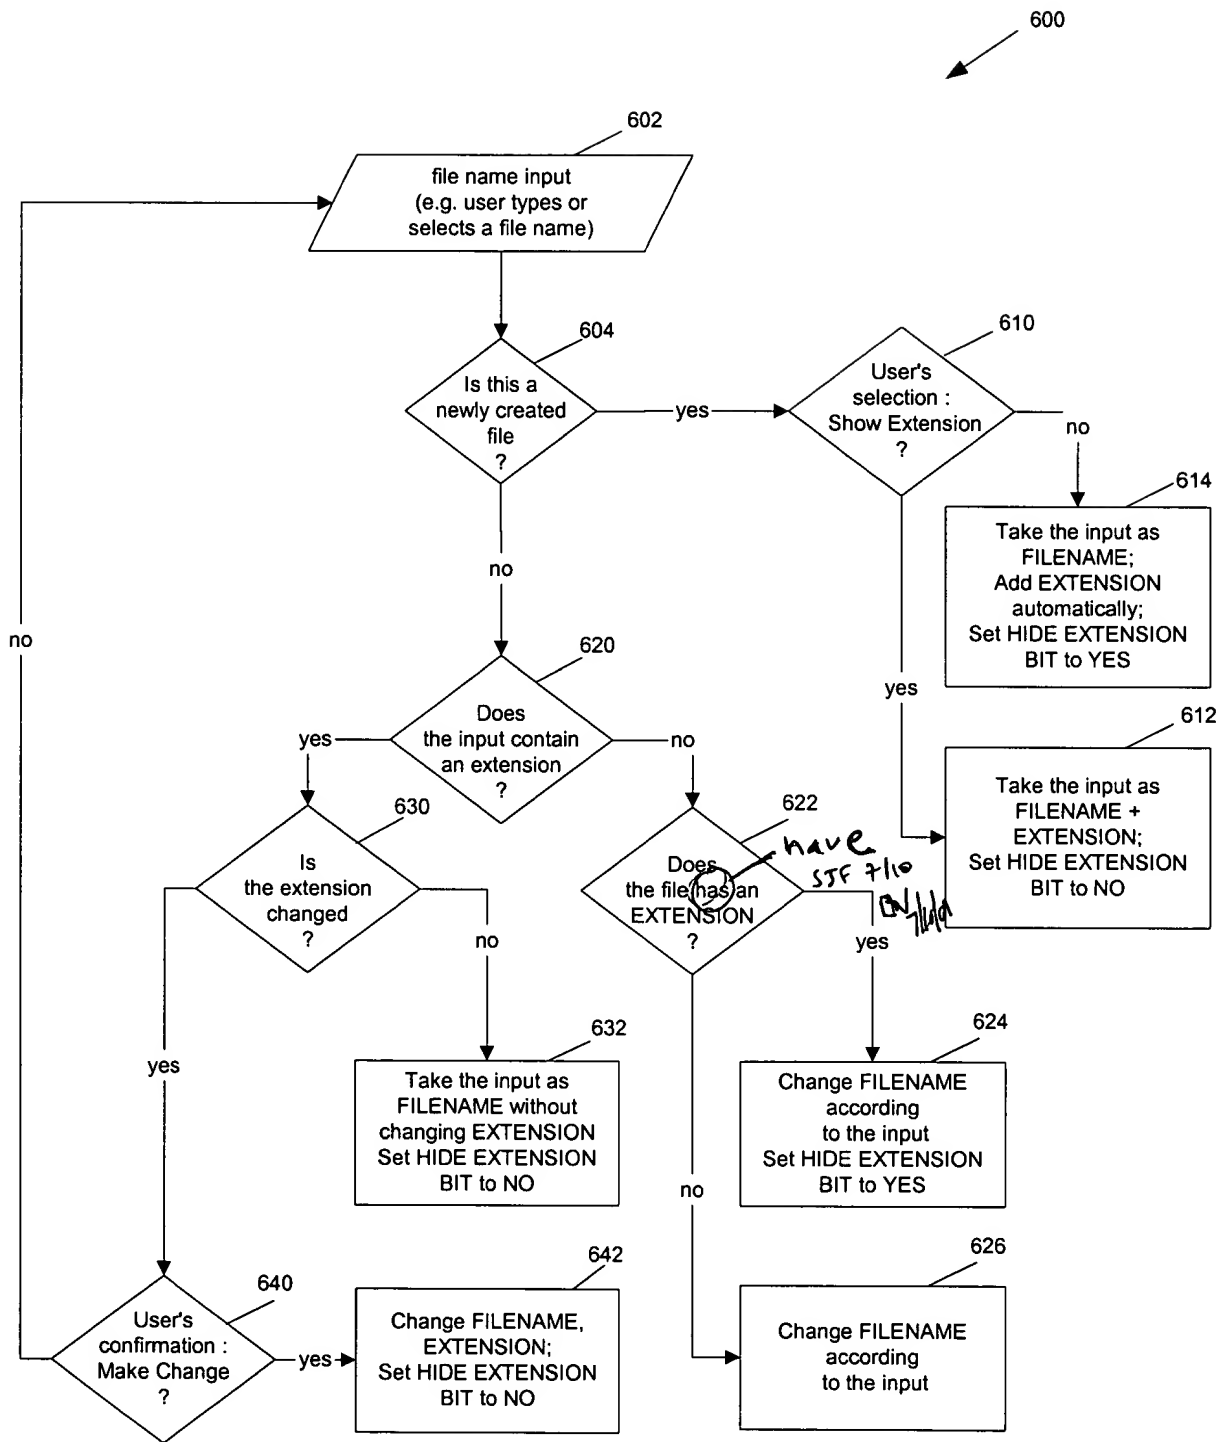 600
602
file name input
(e.g. user types or
selects a file name)
604
Is this a
newly created
file
?
yes
610
User's
selection :
Show Extension
?
no
614
Take the input as
FILENAME;
Add EXTENSION
automatically;
Set HIDE EXTENSION
BIT to YES
yes
612
Take the input as
FILENAME +
EXTENSION;
Set HIDE EXTENSION
BIT to NO
no
no
620
Does
the input contain
an extension
?
yes
no
630
Is
the extension
changed
?
622
Does
the file has an
EXTENSION
?
have
SJF 7/10
yes
no
yes
632
Take the input as
FILENAME without
changing EXTENSION
Set HIDE EXTENSION
BIT to NO
624
Change FILENAME
according
to the input
Set HIDE EXTENSION
BIT to YES
no
640
User's
confirmation :
Make Change
?
yes
642
Change FILENAME,
EXTENSION;
Set HIDE EXTENSION
BIT to NO
626
Change FILENAME
according
to the input